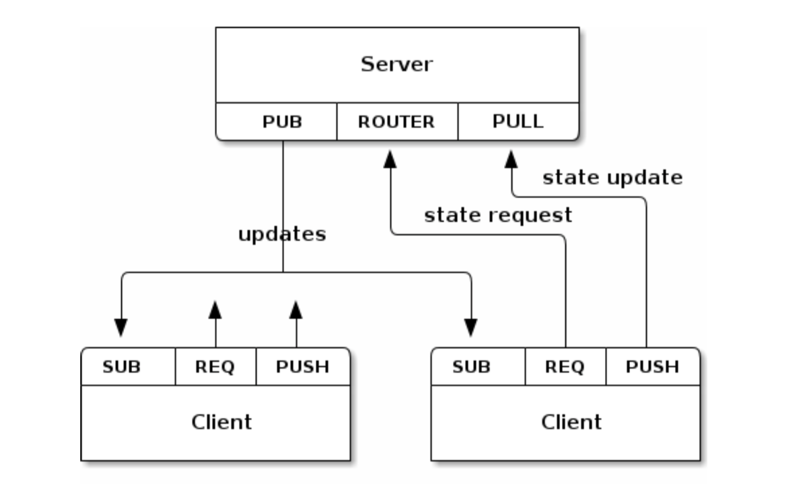 Server
PUB ROUTER PULL
state update
state request
updates
SUB REQ PUSH SUB REQ PUSH
Client Client